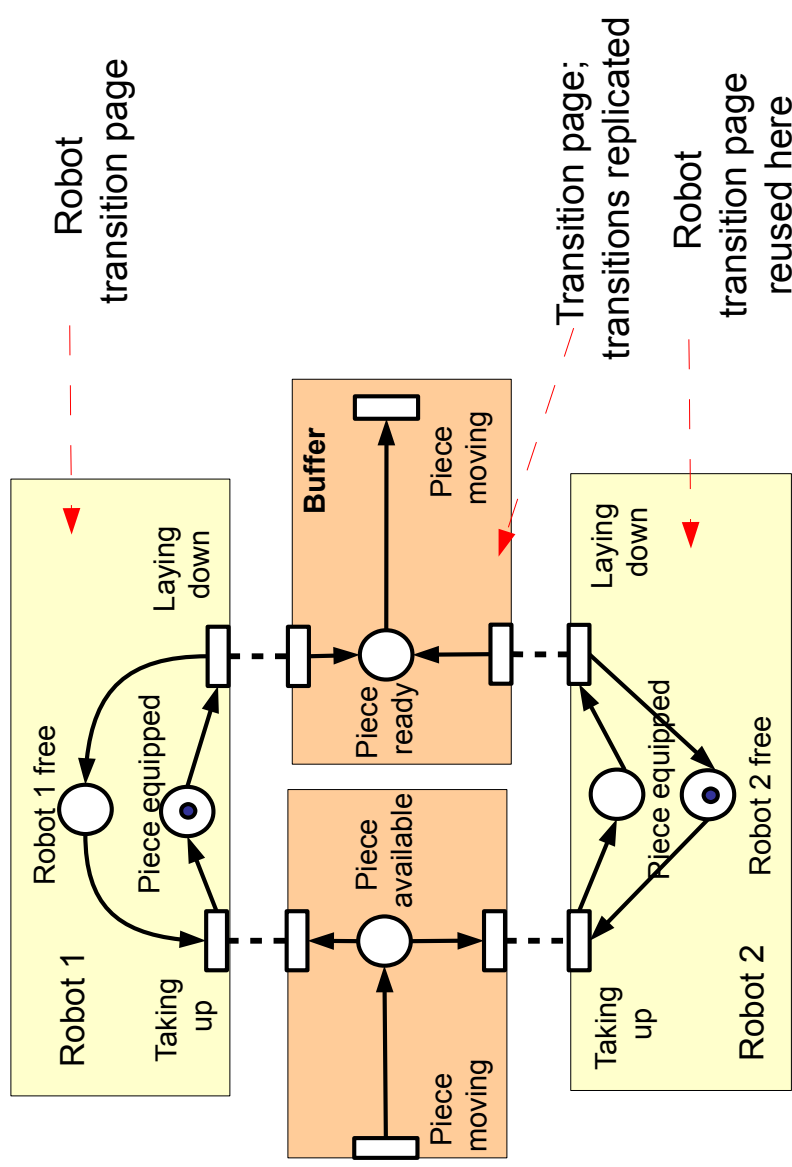 Robot
transition page
Robot 1
Robot 1 free
Piece equipped
Taking
up
Laying
down
Piece
moving
Piece
available
Piece
ready
Buffer
Piece
moving
Transition page;
transitions replicated
Taking
up
Piece equipped
Laying
down
Robot 2
Robot 2 free
Robot
transition page
reused here